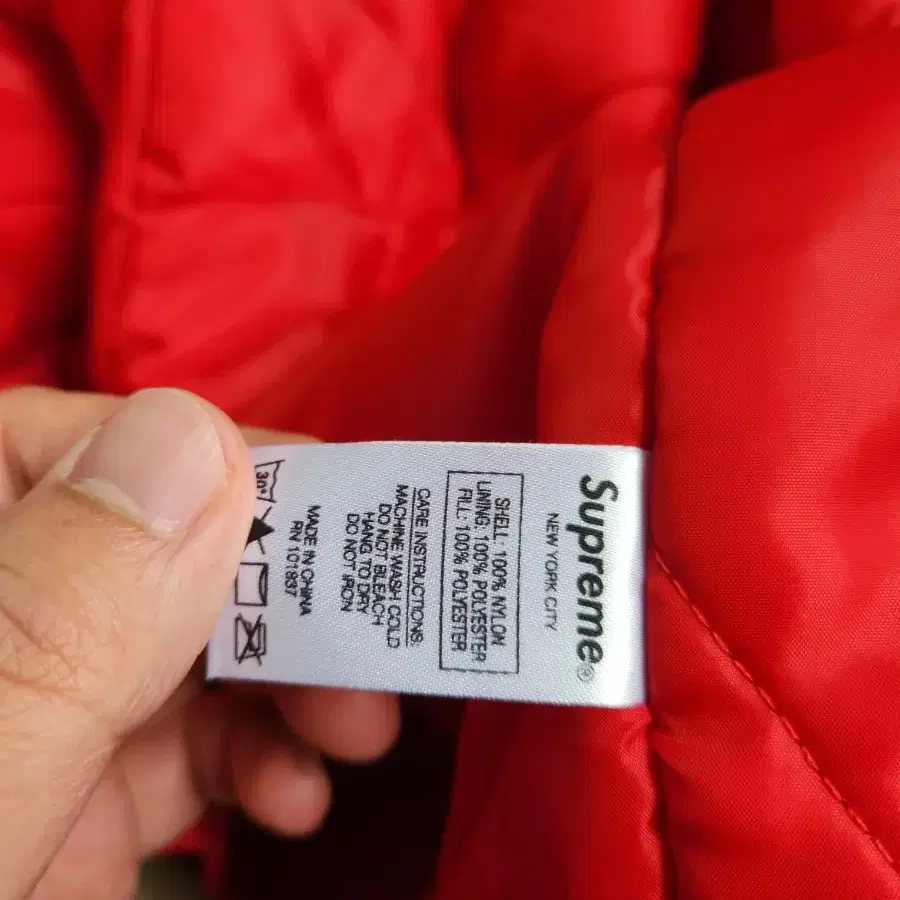 Supreme®
NEW YORK CITY
SHELL: 100% NYLON
LINING: 100% POLYESTER
FILL: 100% POLYESTER
CARE INSTRUCTIONS:
MACHINE WASH COLD
DO NOT BLEACH
HANG TO DRY
DO NOT IRON
MADE IN CHINA
RN 101837
30°